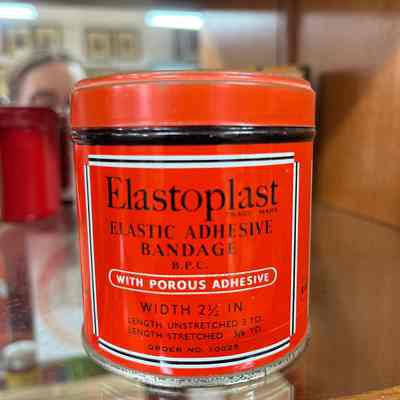 Elastoplast
TRADE MARK
ELASTIC ADHESIVE
BANDAGE
B.P.C.
WITH POROUS ADHESIVE
WIDTH 2½ IN.
LENGTH UNSTRETCHED
LENGTH STRETCHED YD.
ORDER NO. 10025